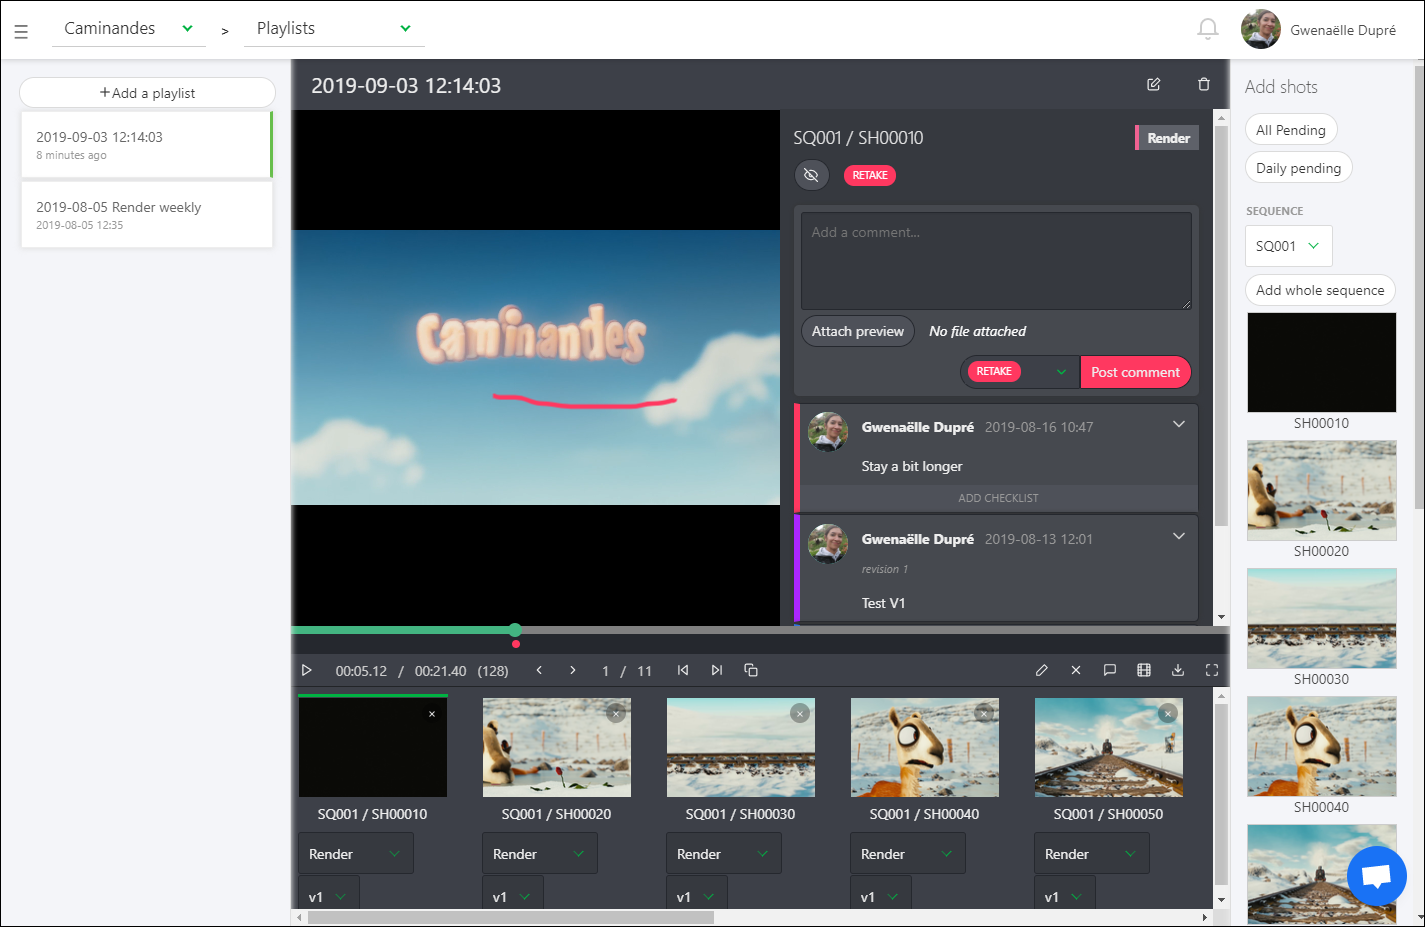 Caminandes > Playlists
Gwenaëlle Dupré
+ Add a playlist
2019-09-03 12:14:03
8 minutes ago
2019-08-05 Render weekly
2019-08-05 12:35
2019-09-03 12:14:03
Caminandes
SQ001 / SH00010
Render
RETAKE
Add a comment...
Attach preview No file attached
RETAKE Post comment
Gwenaëlle Dupré 2019-08-16 10:47
Stay a bit longer
ADD CHECKLIST
Gwenaëlle Dupré 2019-08-13 12:01
revision 1
Test V1
00:05.12 / 00:21.40 (128) 1 / 11
SQ001 / SH00010
Render
v1
SQ001 / SH00020
Render
v1
SQ001 / SH00030
Render
v1
SQ001 / SH00040
Render
v1
SQ001 / SH00050
Render
v1
Add shots
All Pending
Daily pending
SEQUENCE
SQ001
Add whole sequence
SH00010
SH00020
SH00030
SH00040